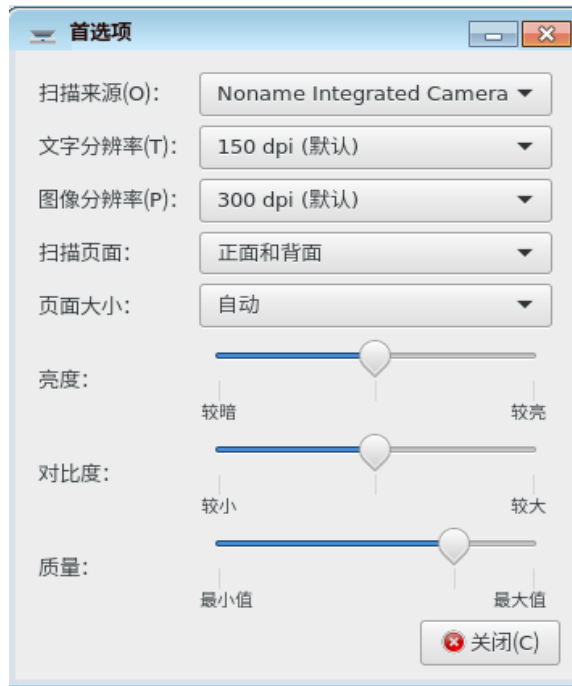 首选项
扫描来源(O): Noname Integrated Camera
文字分辨率(T): 150 dpi (默认)
图像分辨率(P): 300 dpi (默认)
扫描页面: 正面和背面
页面大小: 自动
亮度:
较暗 较亮
对比度:
较小 较大
质量:
最小值 最大值
关闭(C)